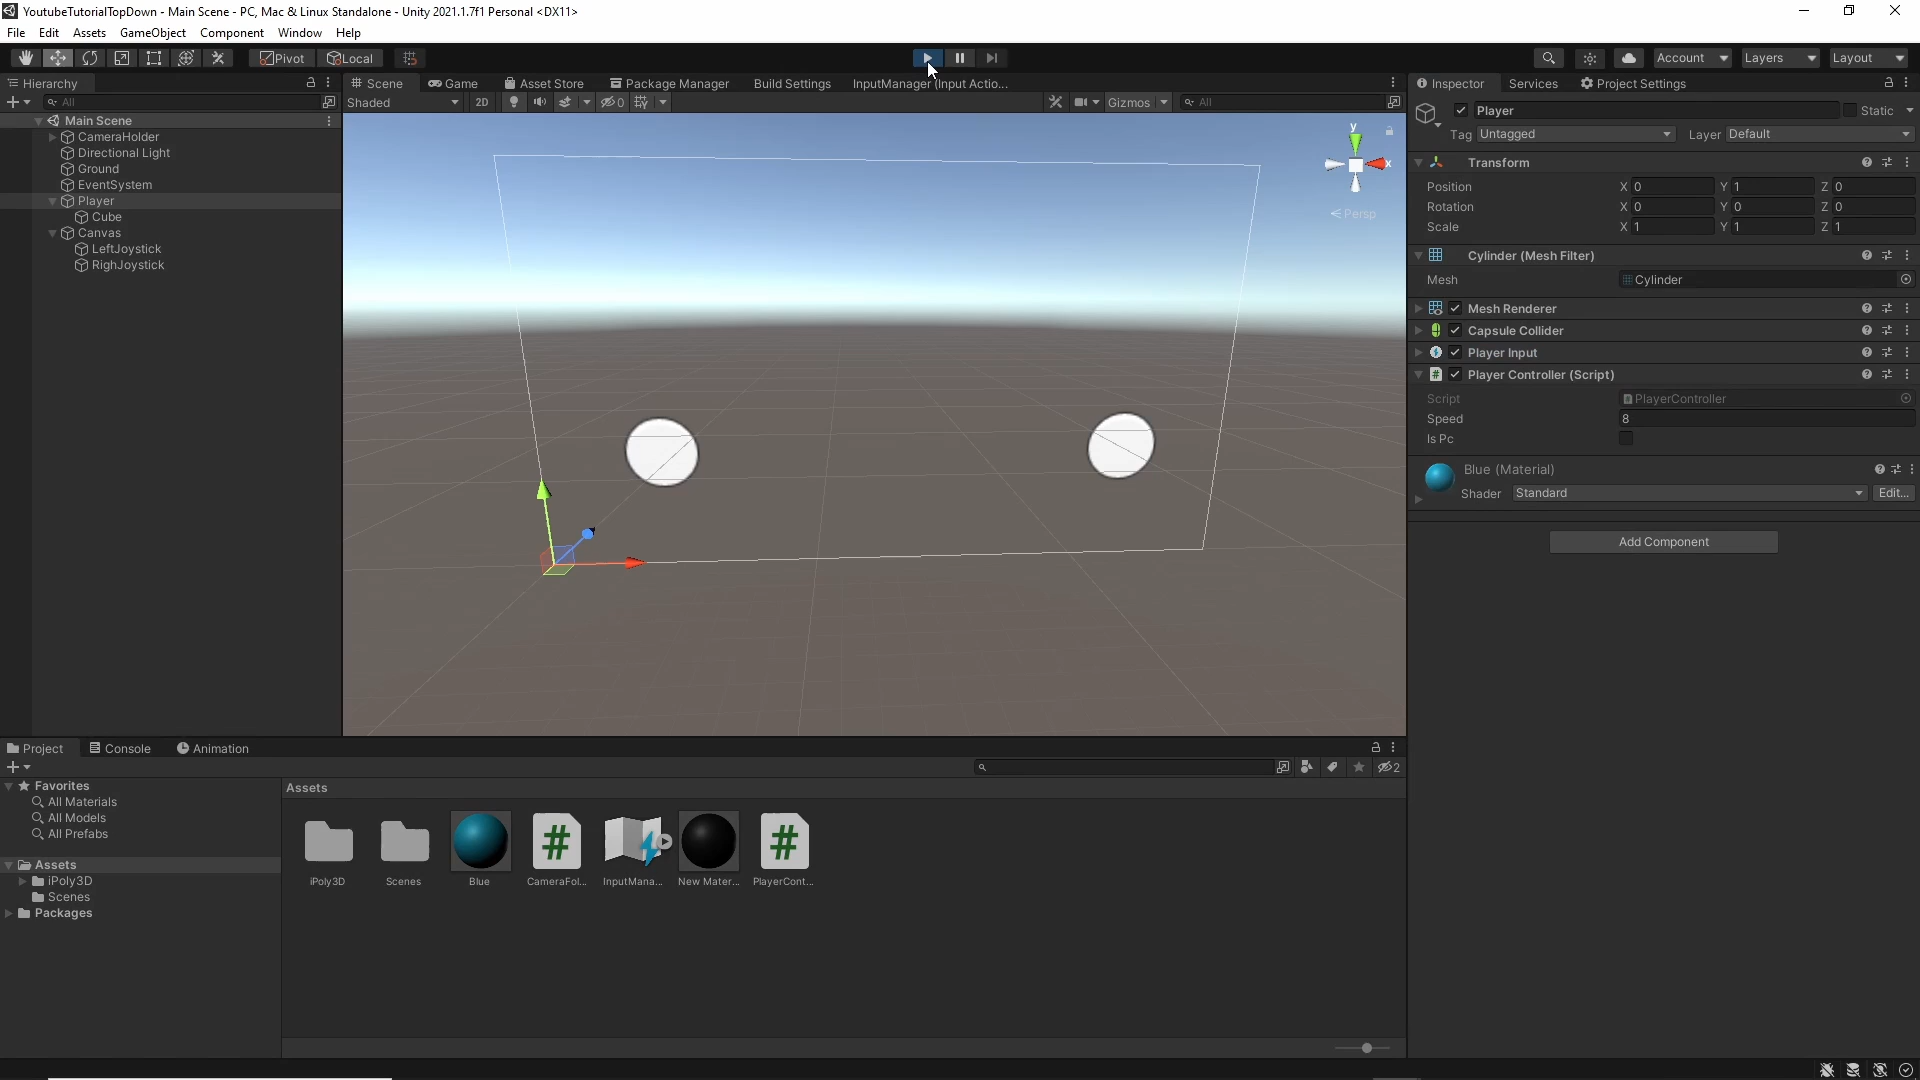 YoutubeTutorialTopDown - Main Scene - PC, Mac & Linux Standalone - Unity 2021.1.7f1 Personal <DX11>
File Edit Assets GameObject Component Window Help
Pivot Local Account Layers Layout
Hierarchy
All
Main Scene
CameraHolder
Directional Light
Ground
EventSystem
Player
Cube
Canvas
LeftJoystick
RighJoystick
Scene Game Asset Store Package Manager Build Settings InputManager (Input Actio...
Shaded 2D 0 Gizmos All
y
x
Persp
Inspector Services Project Settings
Player Static
Tag Untagged Layer Default
Transform
Position X 0 Y 1 Z 0
Rotation X 0 Y 0 Z 0
Scale X 1 Y 1 Z 1
Cylinder (Mesh Filter)
Mesh Cylinder
Mesh Renderer
Capsule Collider
Player Input
# Player Controller (Script)
Script PlayerController
Speed 8
Is Pc
Blue (Material)
Shader Standard Edit...
Add Component
Project Console Animation
2
Favorites
All Materials
All Models
All Prefabs
Assets
iPoly3D
Scenes
Packages
Assets
# #
iPoly3D Scenes Blue CameraFol... InputMana... New Mater... PlayerCont...